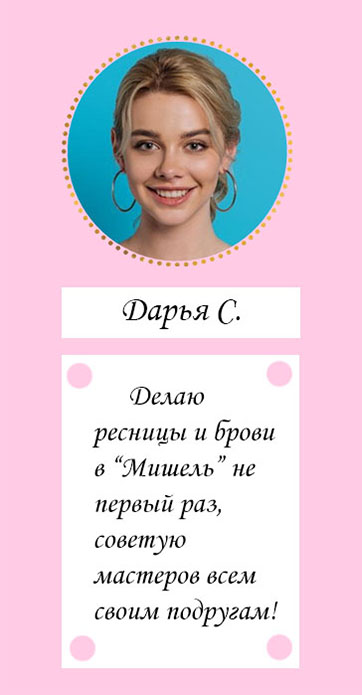 Дарья С.
Делаю
ресницы и брови
в “Мишель” не
первый раз,
советую
мастеров всем
своим подругам!